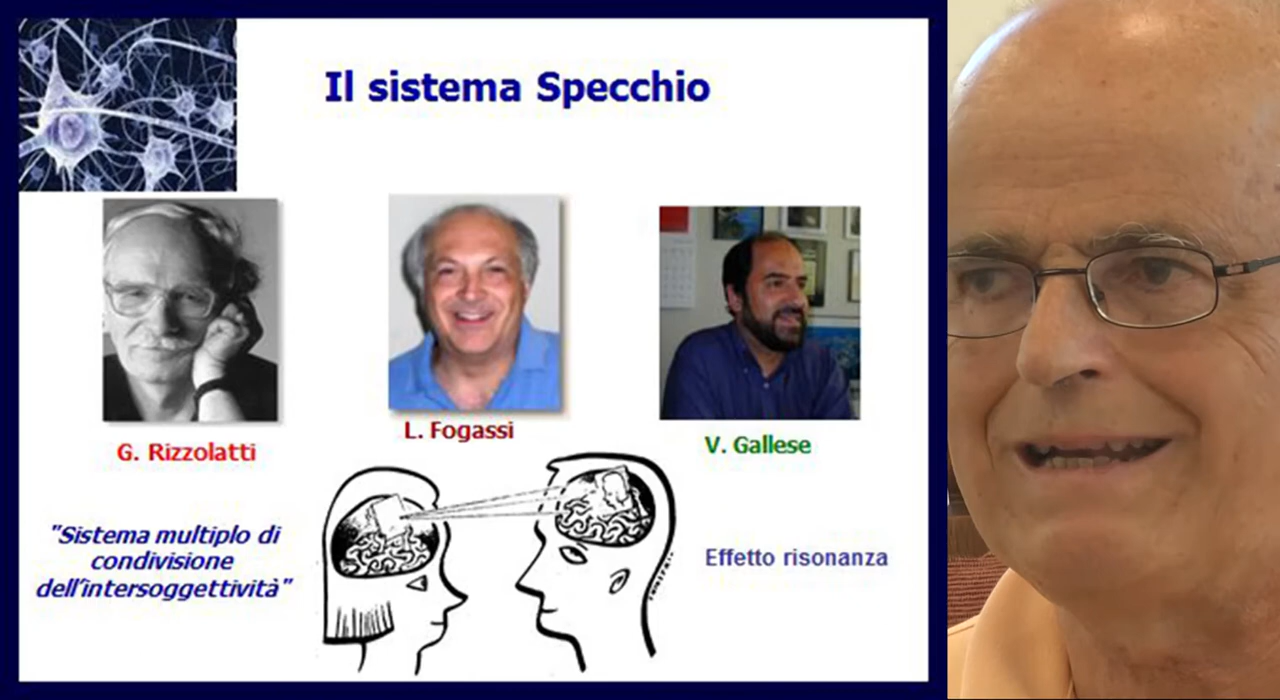 Il sistema Specchio
G. Rizzolatti
L. Fogassi
V. Gallese
"Sistema multiplo di
condivisione
dell'intersoggettività"
Effetto risonanza